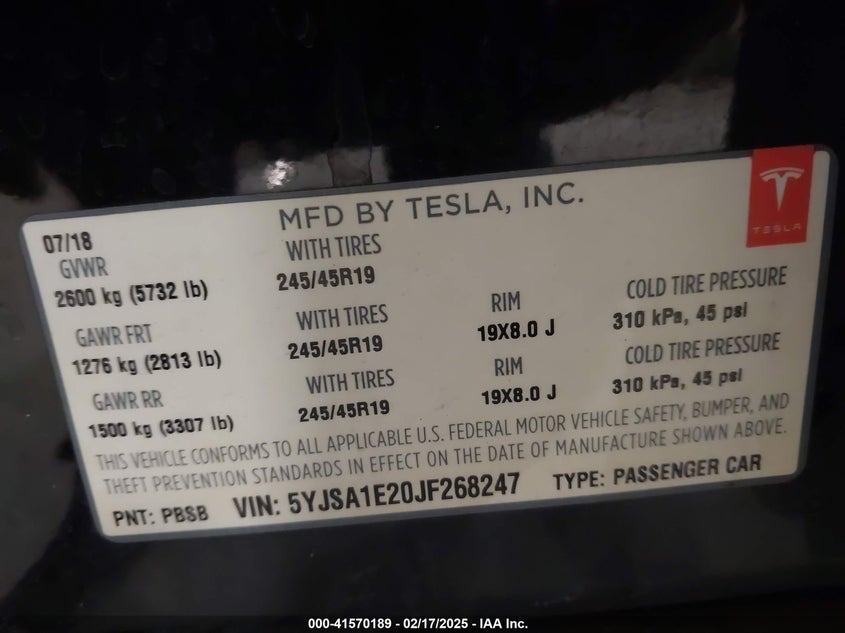 MFD BY TESLA, INC.
TESLA
07/18
GVWR WITH TIRES
2600 kg (5732 lb) 245/45R19
GAWR FRT WITH TIRES RIM COLD TIRE PRESSURE
1276 kg (2813 lb) 245/45R19 19X8.0 J 310 kPa, 45 psi
GAWR RR WITH TIRES RIM COLD TIRE PRESSURE
1500 kg (3307 lb) 245/45R19 19X8.0 J 310 kPa, 45 psi
THIS VEHICLE CONFORMS TO ALL APPLICABLE U.S. FEDERAL MOTOR VEHICLE SAFETY, BUMPER, AND
THEFT PREVENTION STANDARDS IN EFFECT ON THE DATE OF MANUFACTURE SHOWN ABOVE.
PNT: PBSB VIN: 5YJSA1E20JF268247 TYPE: PASSENGER CAR
000-41570189 - 02/17/2025 - IAA Inc.